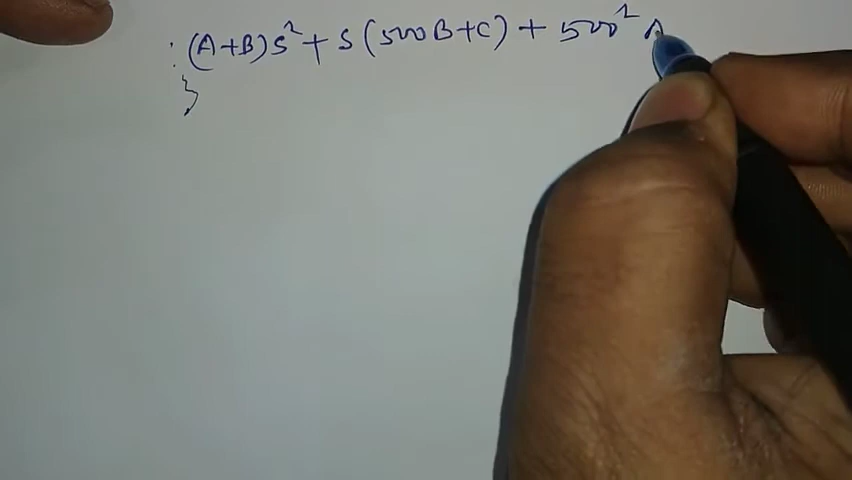 : (A+B)s² + s(500B+C) + 500² A